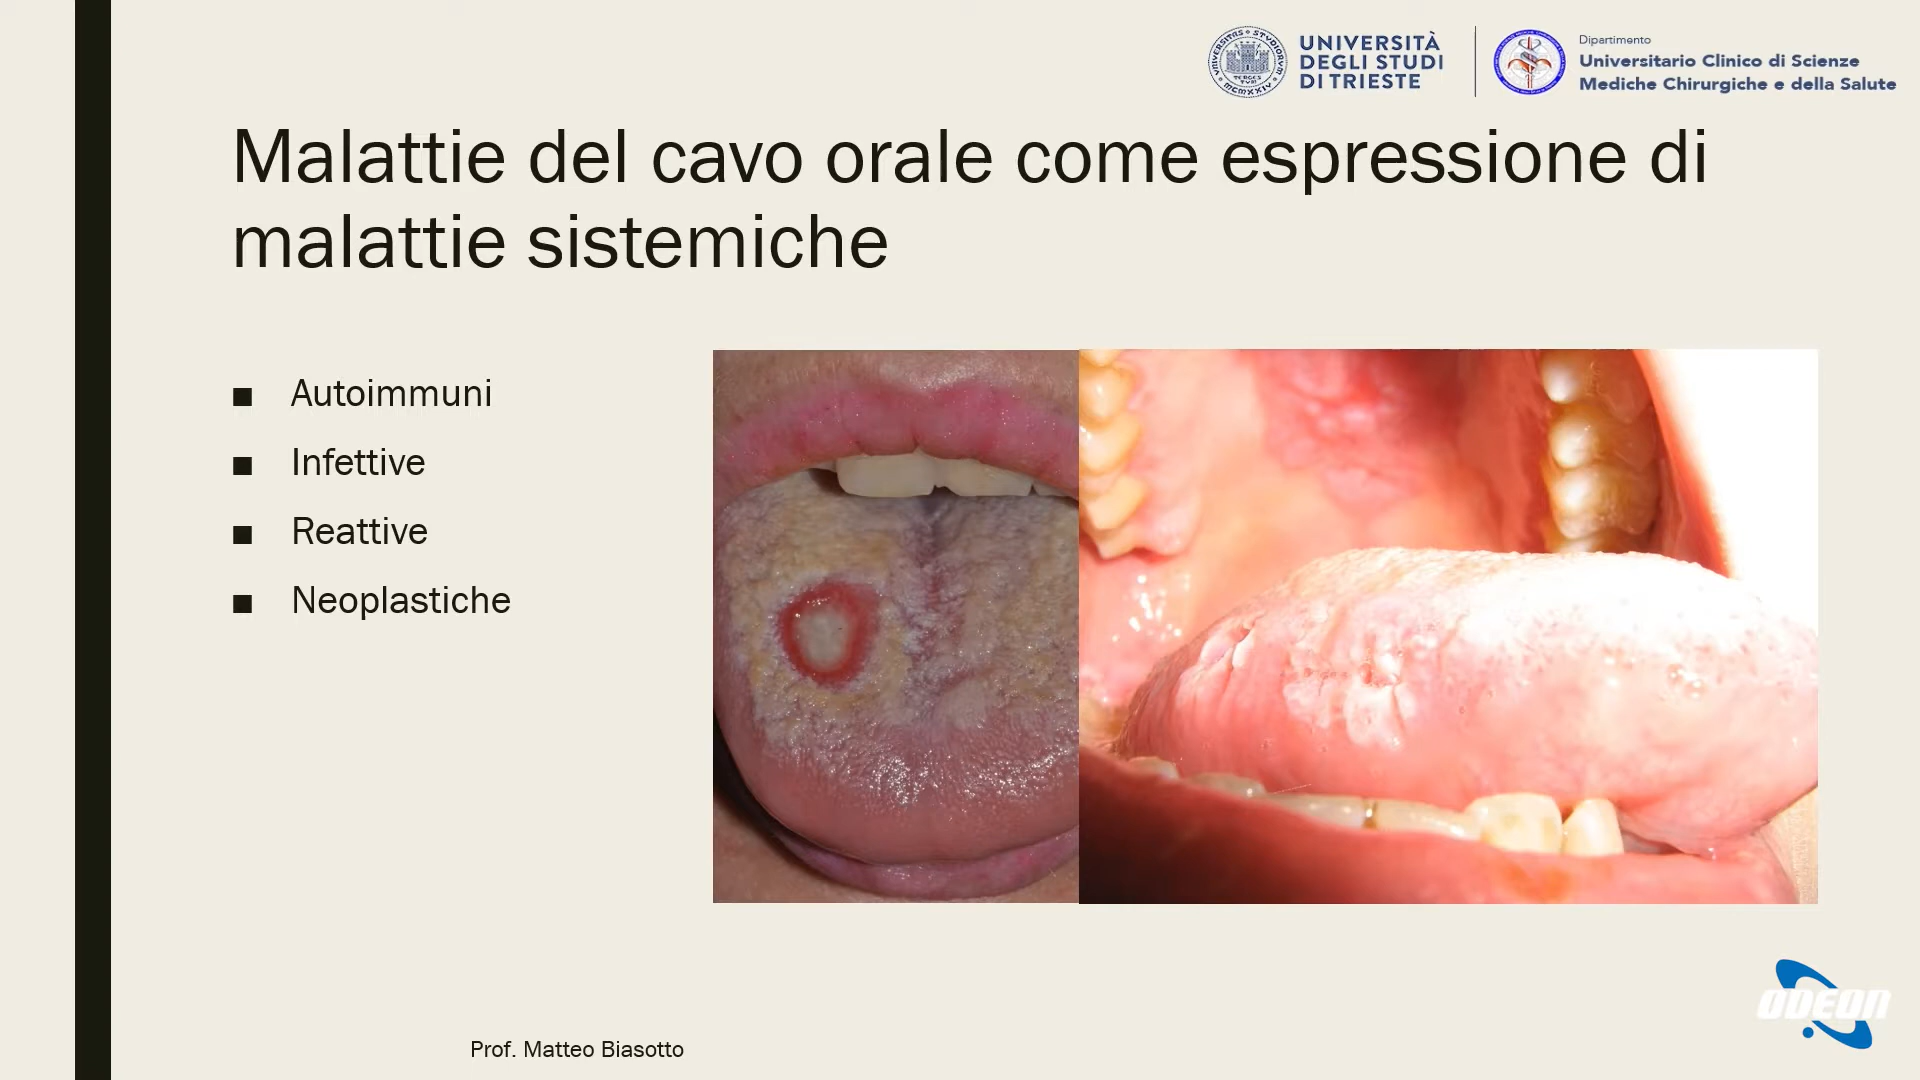 UNIVERSITÀ
DEGLI STUDI
DI TRIESTE
Dipartimento
Universitario Clinico di Scienze
Mediche Chirurgiche e della Salute
Malattie del cavo orale come espressione di
malattie sistemiche
■ Autoimmuni
■ Infettive
■ Reattive
■ Neoplastiche
ODEON
Prof. Matteo Biasotto